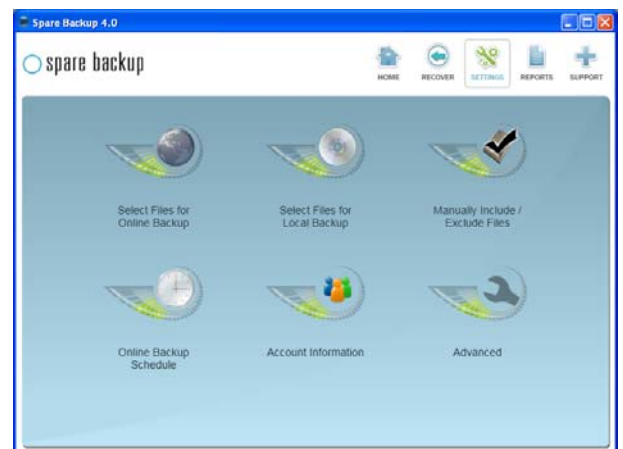 Spare Backup 4.0
spare backup
HOME RECOVER SETTINGS REPORTS SUPPORT
Select Files for
Online Backup
Select Files for
Local Backup
Manually Include /
Exclude Files
Online Backup
Schedule
Account Information
Advanced